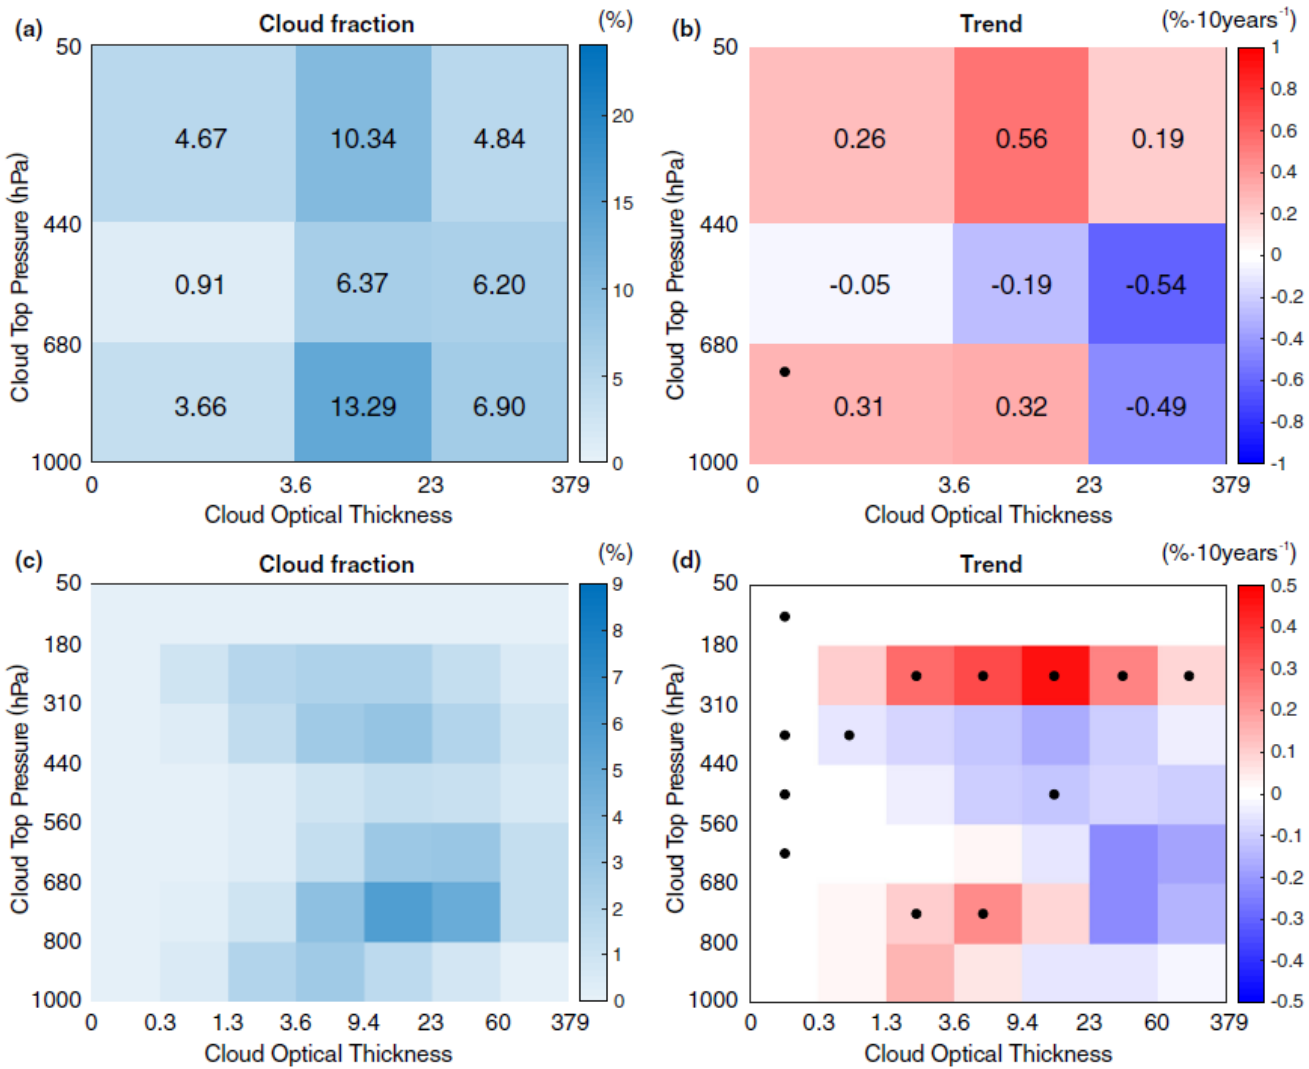 (a) Cloud fraction (%)
50
440
680
1000
Cloud Top Pressure (hPa)
4.67 10.34 4.84
0.91 6.37 6.20
3.66 13.29 6.90
0 3.6 23 379
Cloud Optical Thickness
20
15
10
5
0
(b) Trend (%·10years⁻¹)
50
440
680
1000
Cloud Top Pressure (hPa)
0.26 0.56 0.19
-0.05 -0.19 -0.54
0.31 0.32 -0.49
0 3.6 23 379
Cloud Optical Thickness
1
0.8
0.6
0.4
0.2
0
-0.2
-0.4
-0.6
-0.8
-1
(c) Cloud fraction (%)
50
180
310
440
560
680
800
1000
Cloud Top Pressure (hPa)
0 0.3 1.3 3.6 9.4 23 60 379
Cloud Optical Thickness
9
8
7
6
5
4
3
2
1
0
(d) Trend (%·10years⁻¹)
50
180
310
440
560
680
800
1000
Cloud Top Pressure (hPa)
0 0.3 1.3 3.6 9.4 23 60 379
Cloud Optical Thickness
0.5
0.4
0.3
0.2
0.1
0
-0.1
-0.2
-0.3
-0.4
-0.5